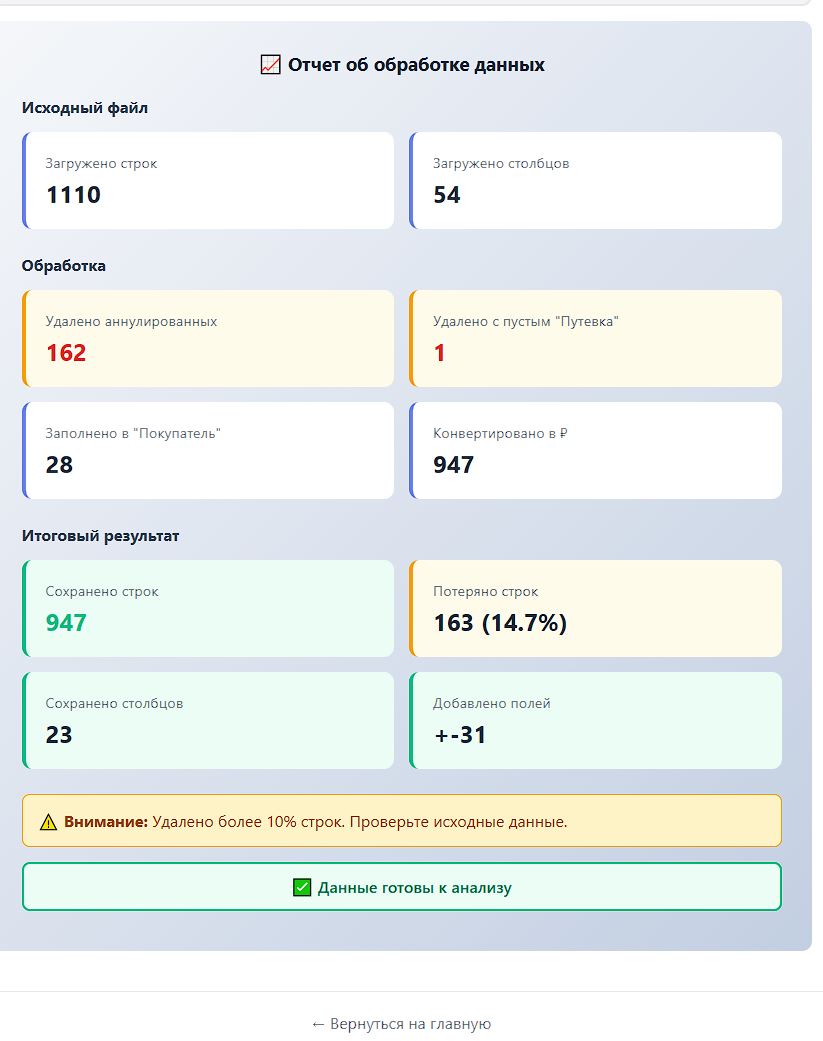 📈 Отчет об обработке данных
Исходный файл
Загружено строк
1110
Загружено столбцов
54
Обработка
Удалено аннулированных
162
Удалено с пустым "Путевка"
1
Заполнено в "Покупатель"
28
Конвертировано в ₽
947
Итоговый результат
Сохранено строк
947
Потеряно строк
163 (14.7%)
Сохранено столбцов
23
Добавлено полей
+-31
⚠️ Внимание: Удалено более 10% строк. Проверьте исходные данные.
✅ Данные готовы к анализу
← Вернуться на главную